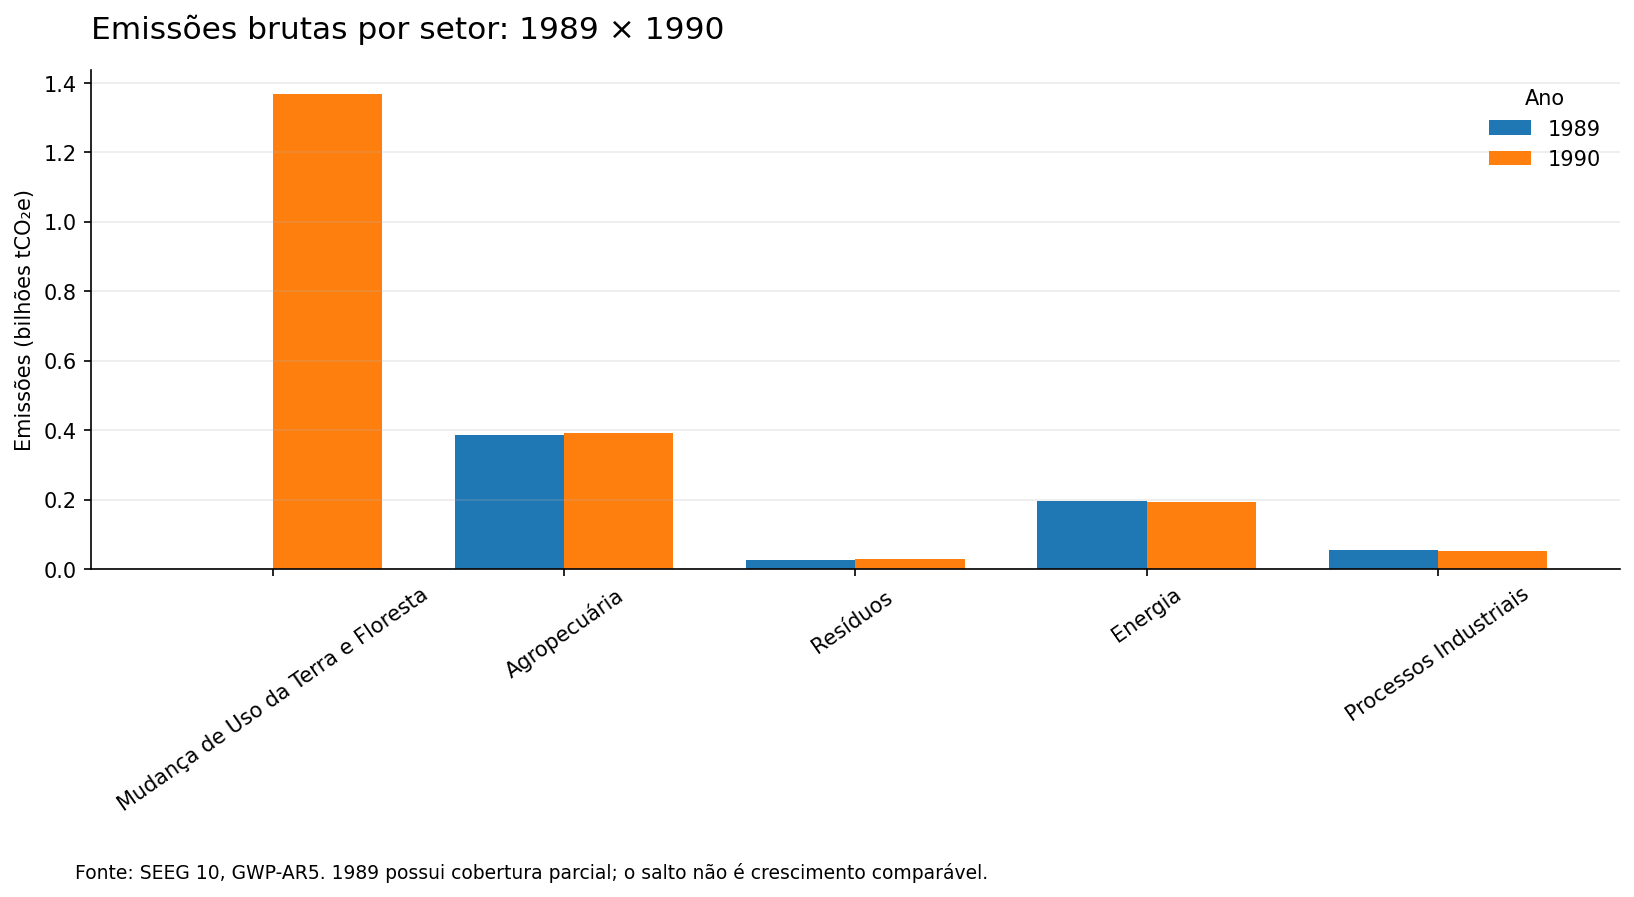 Emissões brutas por setor: 1989 × 1990
Emissões (bilhões tCO₂e)
1.4
1.2
1.0
0.8
0.6
0.4
0.2
0.0
Ano
1989
1990
Mudança de Uso da Terra e Floresta
Agropecuária
Resíduos
Energia
Processos Industriais
Fonte: SEEG 10, GWP-AR5. 1989 possui cobertura parcial; o salto não é crescimento comparável.